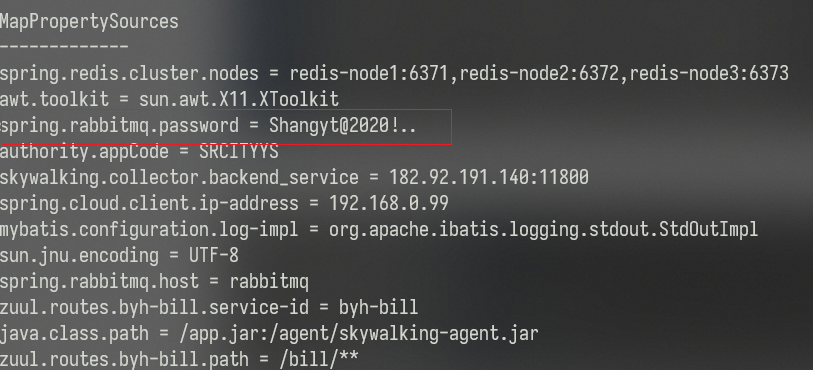 MapPropertySources
-------------
spring.redis.cluster.nodes = redis-node1:6371,redis-node2:6372,redis-node3:6373
awt.toolkit = sun.awt.X11.XToolkit
spring.rabbitmq.password = Shangyt@2020!..
authority.appCode = SRCITYYS
skywalking.collector.backend_service = 182.92.191.140:11800
spring.cloud.client.ip-address = 192.168.0.99
mybatis.configuration.log-impl = org.apache.ibatis.logging.stdout.StdOutImpl
sun.jnu.encoding = UTF-8
spring.rabbitmq.host = rabbitmq
zuul.routes.byh-bill.service-id = byh-bill
java.class.path = /app.jar:/agent/skywalking-agent.jar
zuul.routes.byh-bill.path = /bill/**